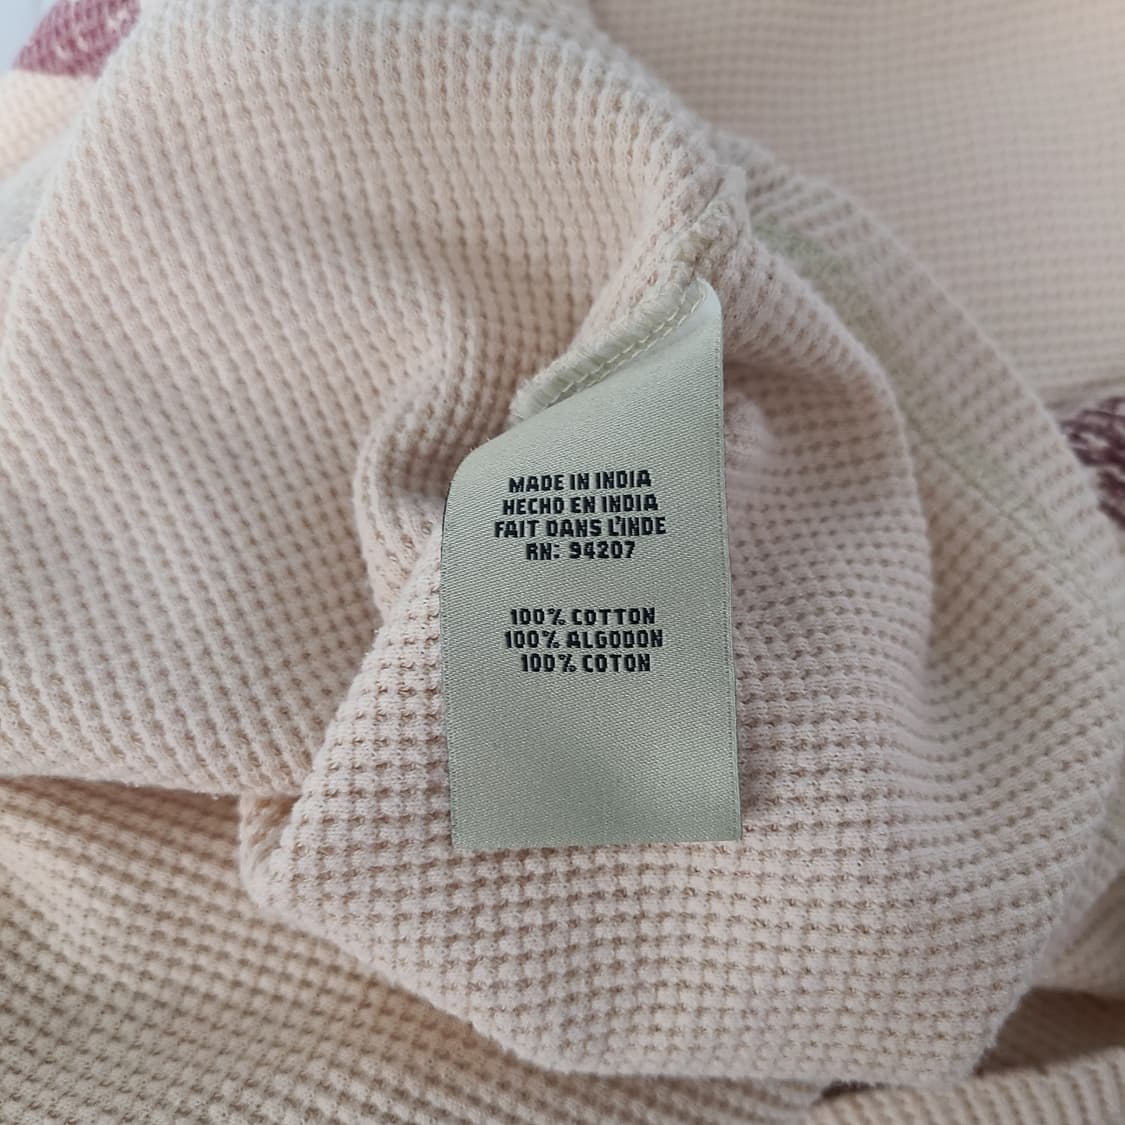 MADE IN INDIA
HECHO EN INDIA
FAIT DANS L'INDE
RN: 94207
100% COTTON
100% ALGODON
100% COTON